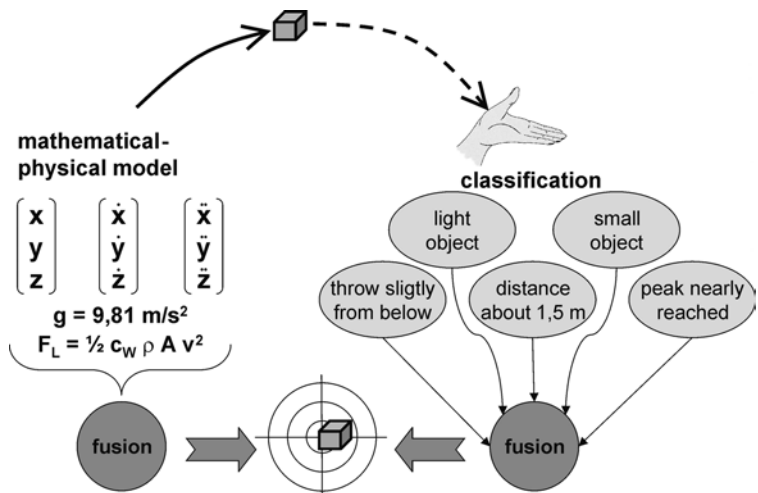 mathematical-
physical model
x ẋ ẍ
y ẏ ÿ
z ż z̈
g = 9,81 m/s²
F_L = ½ c_W ρ A v²
fusion
classification
light
object
small
object
throw sligtly
from below
distance
about 1,5 m
peak nearly
reached
fusion